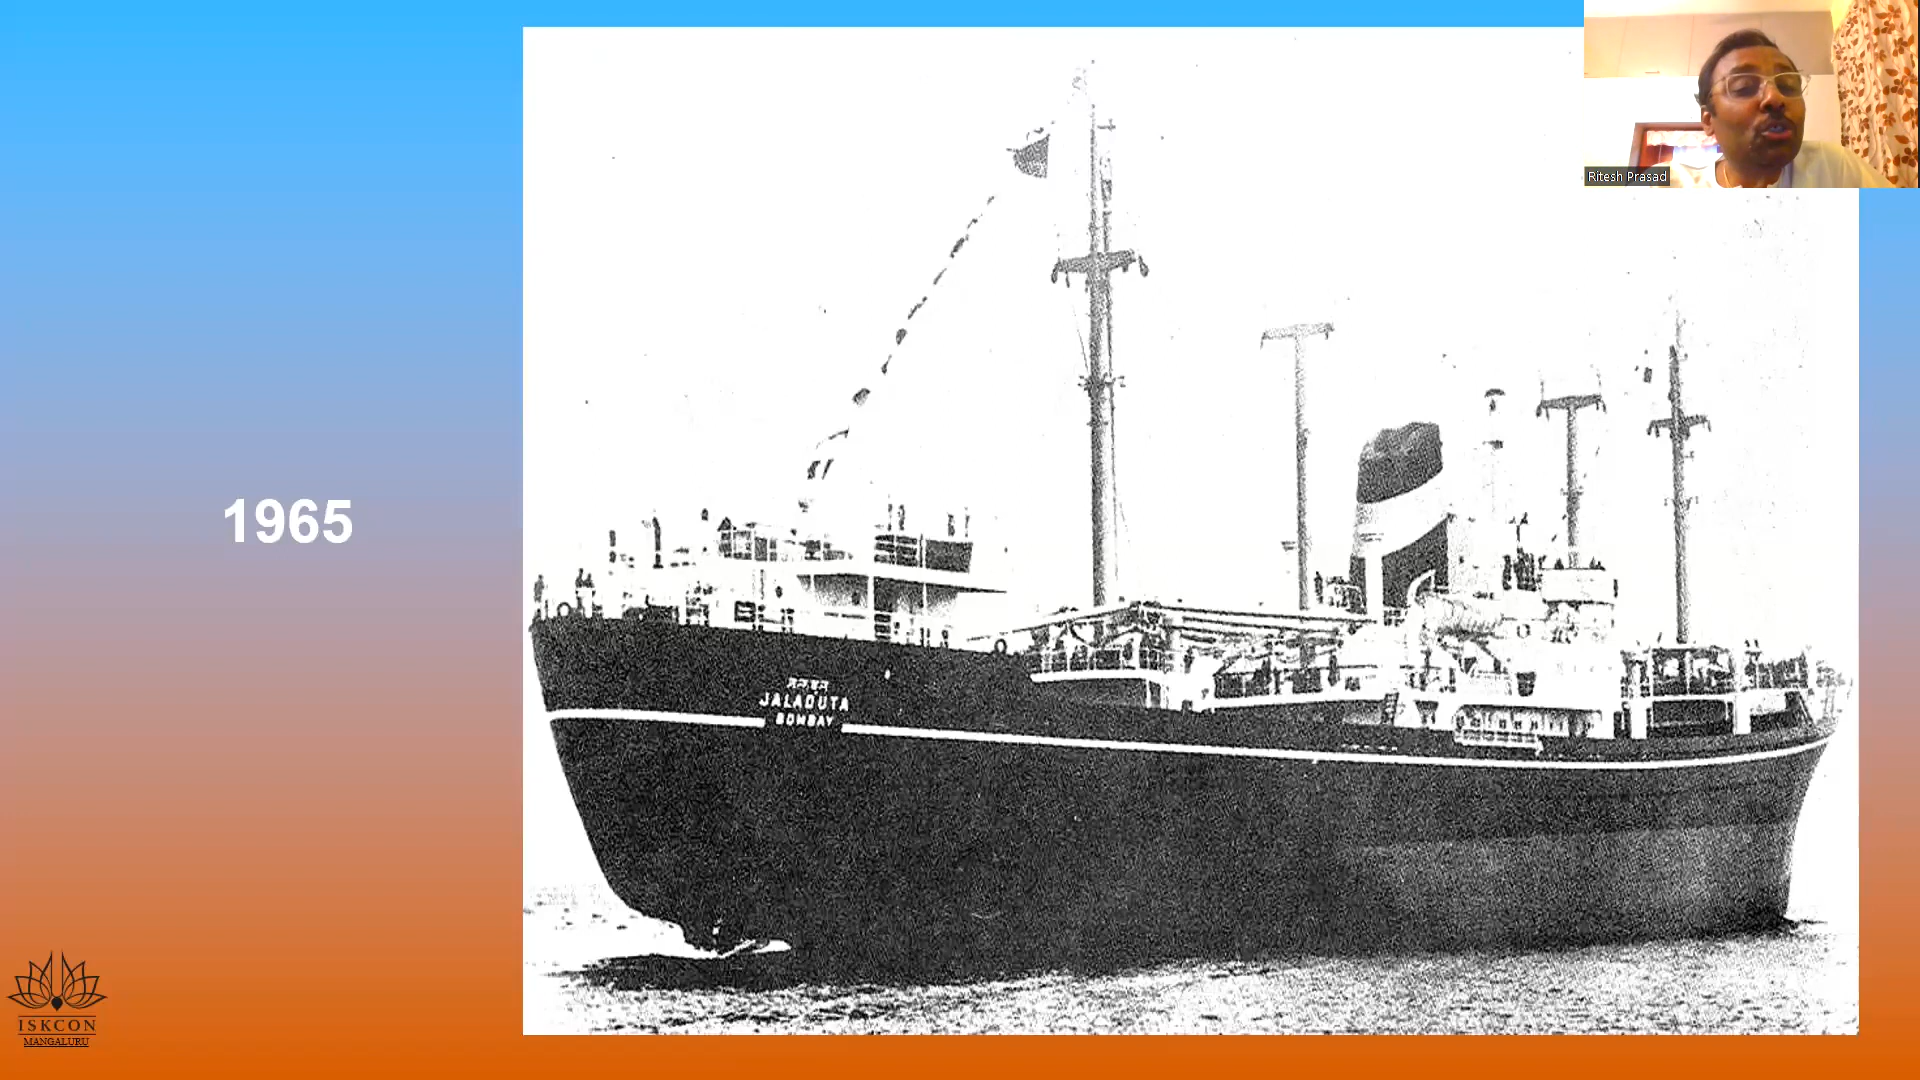 Ritesh Prasad
1965
JALADUTA
BOMBAY
ISKCON
MANGALURU